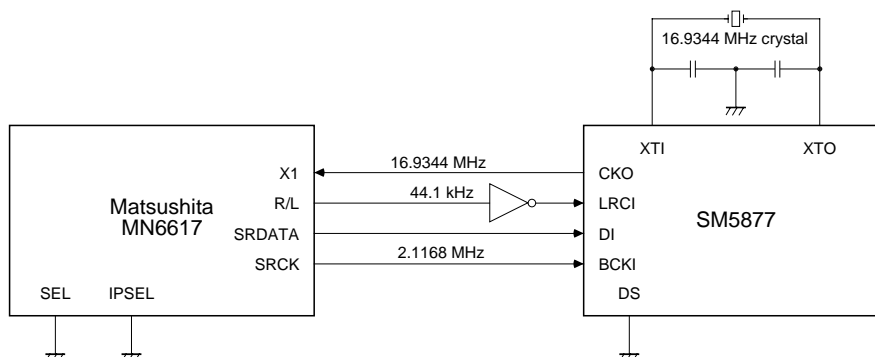 16.9344 MHz crystal
XTI
XTO
X1
16.9344 MHz
CKO
R/L
44.1 kHz
LRCI
Matsushita
MN6617
SM5877
SRDATA
DI
SRCK
2.1168 MHz
BCKI
SEL
IPSEL
DS